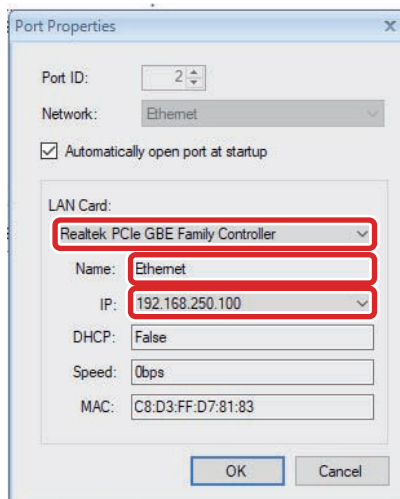 Port Properties
Port ID: 2
Network: Ethernet
Automatically open port at startup
LAN Card:
Realtek PCIe GBE Family Controller
Name: Ethernet
IP: 192.168.250.100
DHCP: False
Speed: 0bps
MAC: C8:D3:FF:D7:81:83
OK Cancel